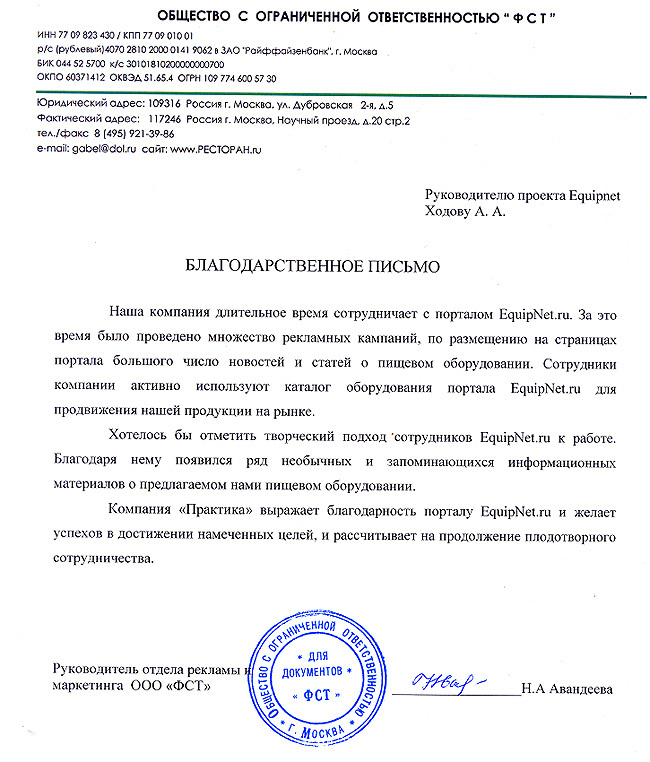 ОБЩЕСТВО С ОГРАНИЧЕННОЙ ОТВЕТСТВЕННОСТЬЮ “ Ф С Т ”
ИНН 77 09 823 430 / КПП 77 09 010 01
р/с (рублевый)4070 2810 2000 0141 9062 в ЗАО "Райффайзенбанк", г. Москва
БИК 044 52 5700 к/с 30101810200000000700
ОКПО 60371412 ОКВЭД 51.65.4 ОГРН 109 774 600 57 30
Юридический адрес: 109316 Россия г. Москва, ул. Дубровская 2-я, д.5
Фактический адрес: 117246 Россия г. Москва, Научный проезд, д.20 стр.2
тел./факс 8 (495) 921-39-86
e-mail: gabel@dol.ru сайт: www.РЕСТОРАН.ru
Руководителю проекта Equipnet
Ходову А. А.
БЛАГОДАРСТВЕННОЕ ПИСЬМО
Наша компания длительное время сотрудничает с порталом EquipNet.ru. За это
время было проведено множество рекламных кампаний, по размещению на страницах
портала большого число новостей и статей о пищевом оборудовании. Сотрудники
компании активно используют каталог оборудования портала EquipNet.ru для
продвижения нашей продукции на рынке.
Хотелось бы отметить творческий подход сотрудников EquipNet.ru к работе.
Благодаря нему появился ряд необычных и запоминающихся информационных
материалов о предлагаемом нами пищевом оборудовании.
Компания «Практика» выражает благодарность порталу EquipNet.ru и желает
успехов в достижении намеченных целей, и рассчитывает на продолжение плодотворного
сотрудничества.
Руководитель отдела рекламы и
маркетинга ООО «ФСТ»
Н.А Авандеева
ОБЩЕСТВО С ОГРАНИЧЕННОЙ ОТВЕТСТВЕННОСТЬЮ
* г. МОСКВА *
* ДЛЯ
ДОКУМЕНТОВ *
« ФСТ »